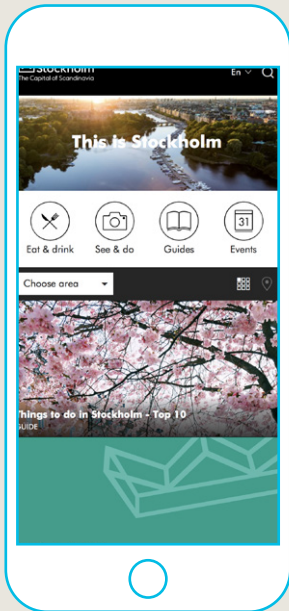 Stockholm
The Capital of Scandinavia
En
This Is Stockholm
Eat & drink
See & do
Guides
31
Events
Choose area
Things to do in Stockholm - Top 10
GUIDE